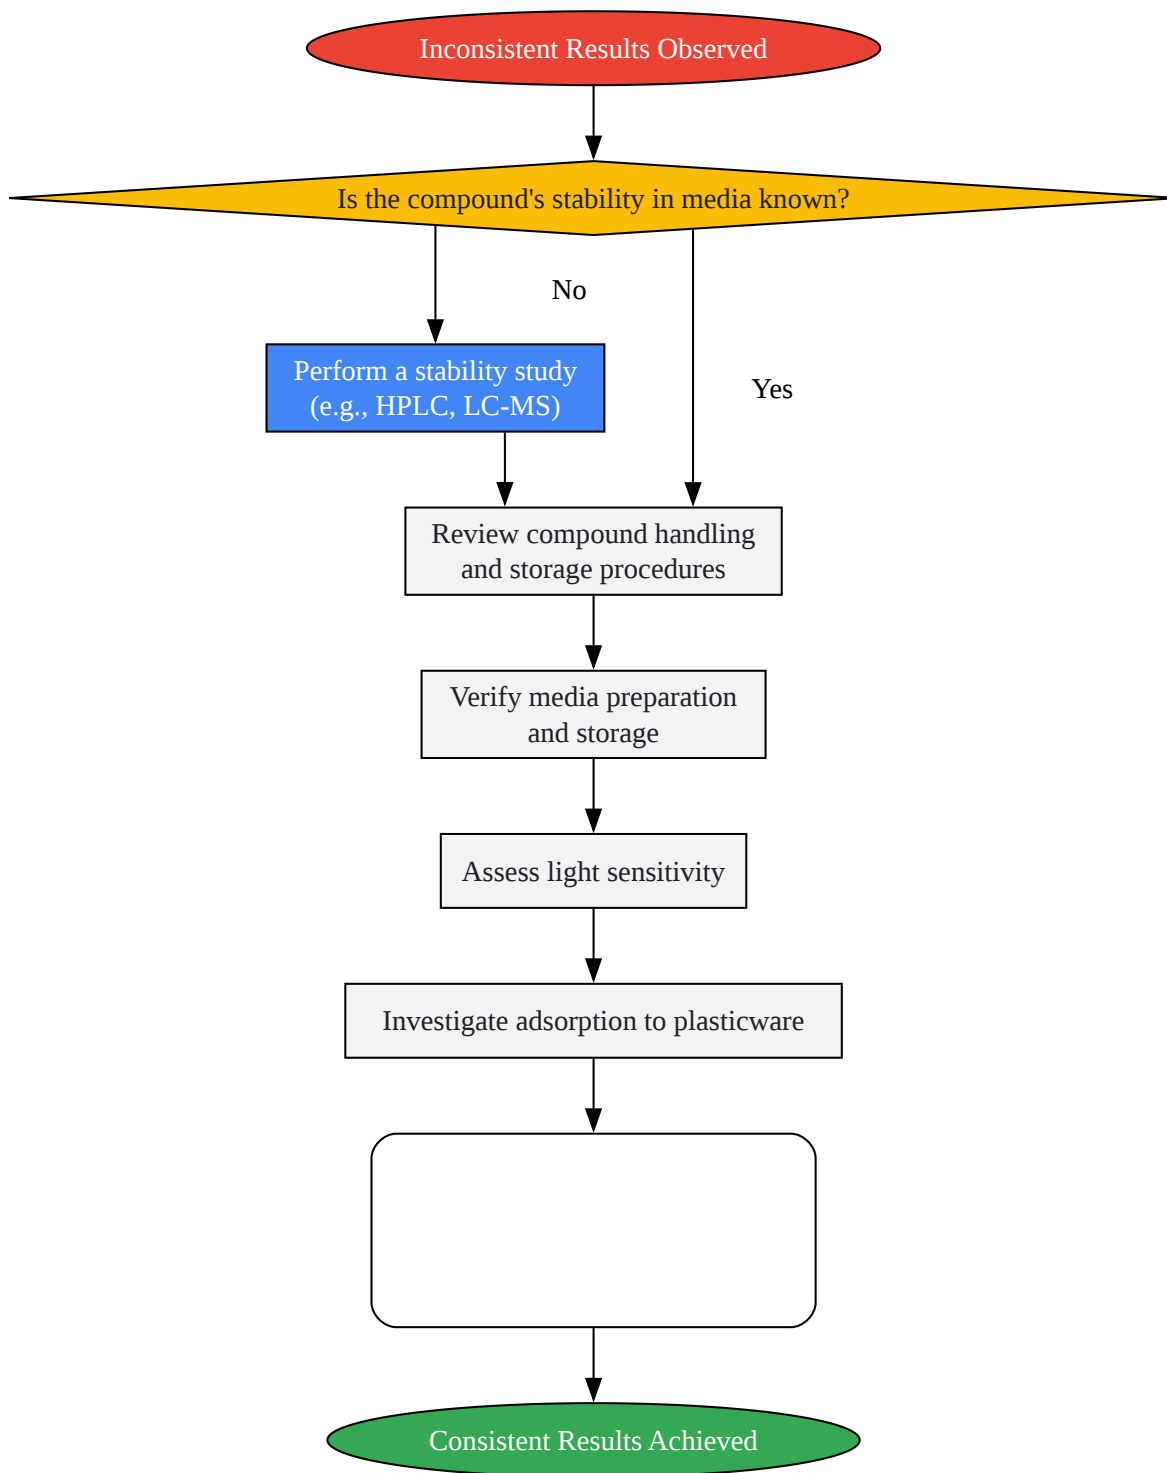 Inconsistent Results Observed
Is the compound's stability in media known?
No
Perform a stability study
(e.g., HPLC, LC-MS)
Yes
Review compound handling
and storage procedures
Verify media preparation
and storage
Assess light sensitivity
Investigate adsorption to plasticware
Consistent Results Achieved